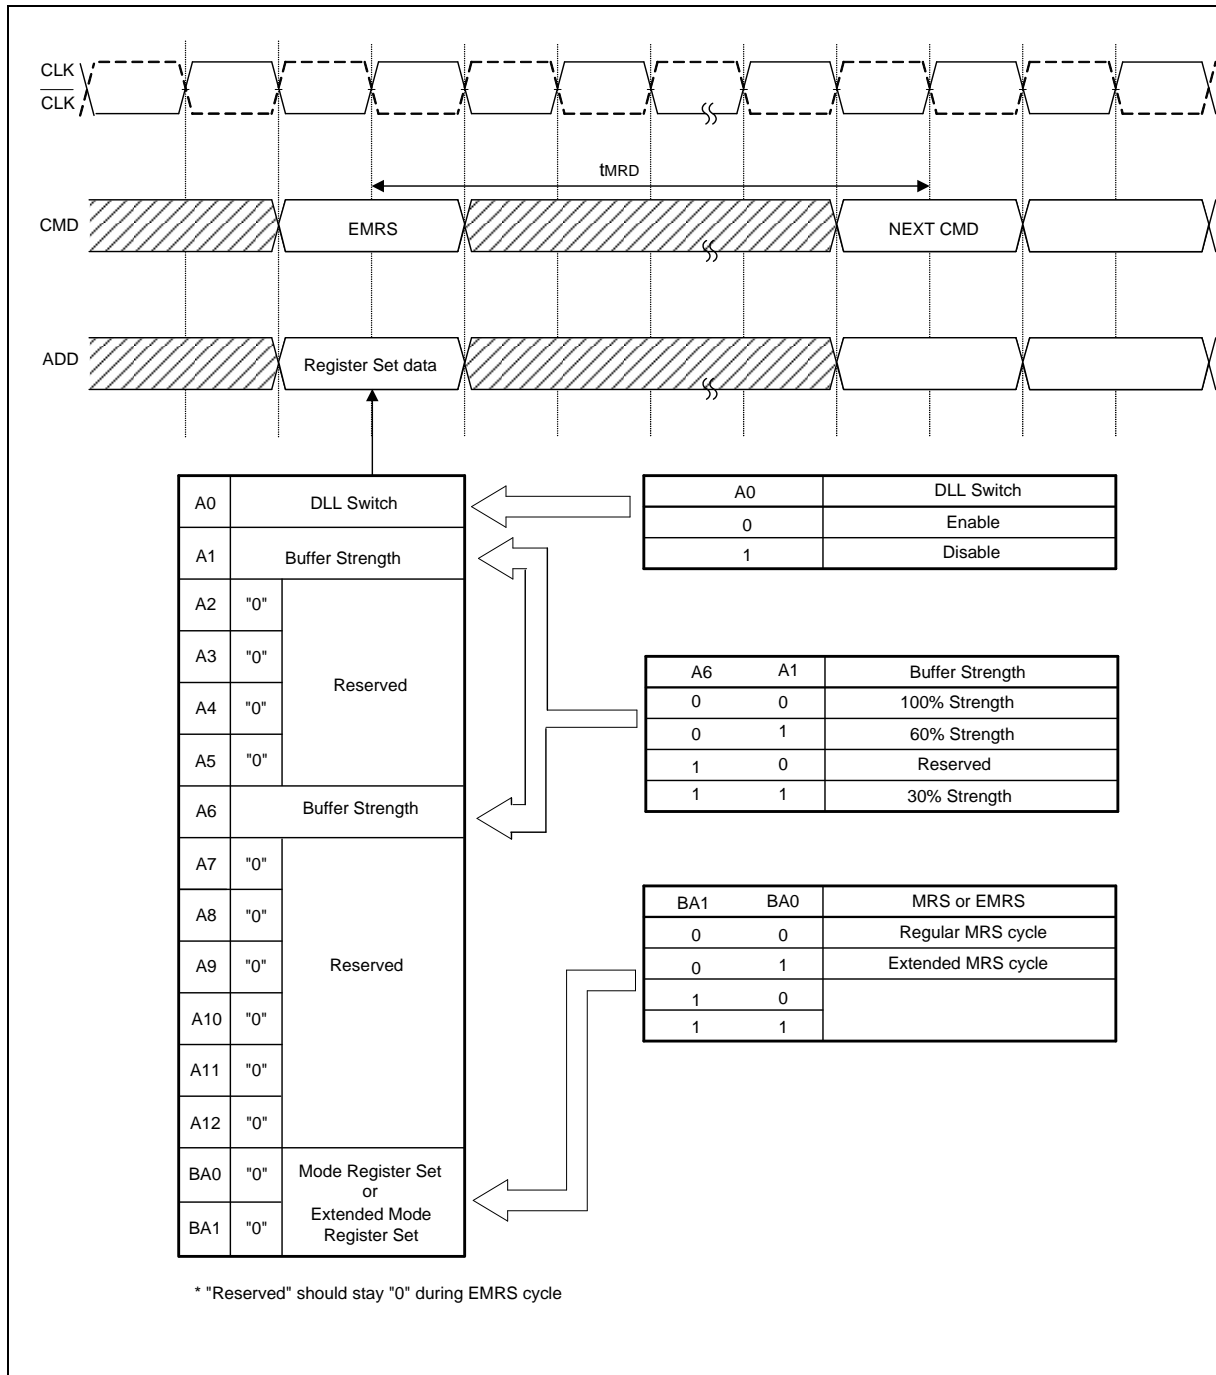 CLK
CLK
tMRD
CMD
EMRS
NEXT CMD
ADD
Register Set data
A0 DLL Switch
A1 Buffer Strength
A2 "0"
A3 "0"
Reserved
A4 "0"
A5 "0"
A6 Buffer Strength
A7 "0"
A8 "0"
A9 "0" Reserved
A10 "0"
A11 "0"
A12 "0"
BA0 "0"
BA1 "0"
Mode Register Set
or
Extended Mode
Register Set
A0 DLL Switch
0 Enable
1 Disable
A6 A1 Buffer Strength
0 0 100% Strength
0 1 60% Strength
1 0 Reserved
1 1 30% Strength
BA1 BA0 MRS or EMRS
0 0 Regular MRS cycle
0 1 Extended MRS cycle
1 0
1 1
* "Reserved" should stay "0" during EMRS cycle